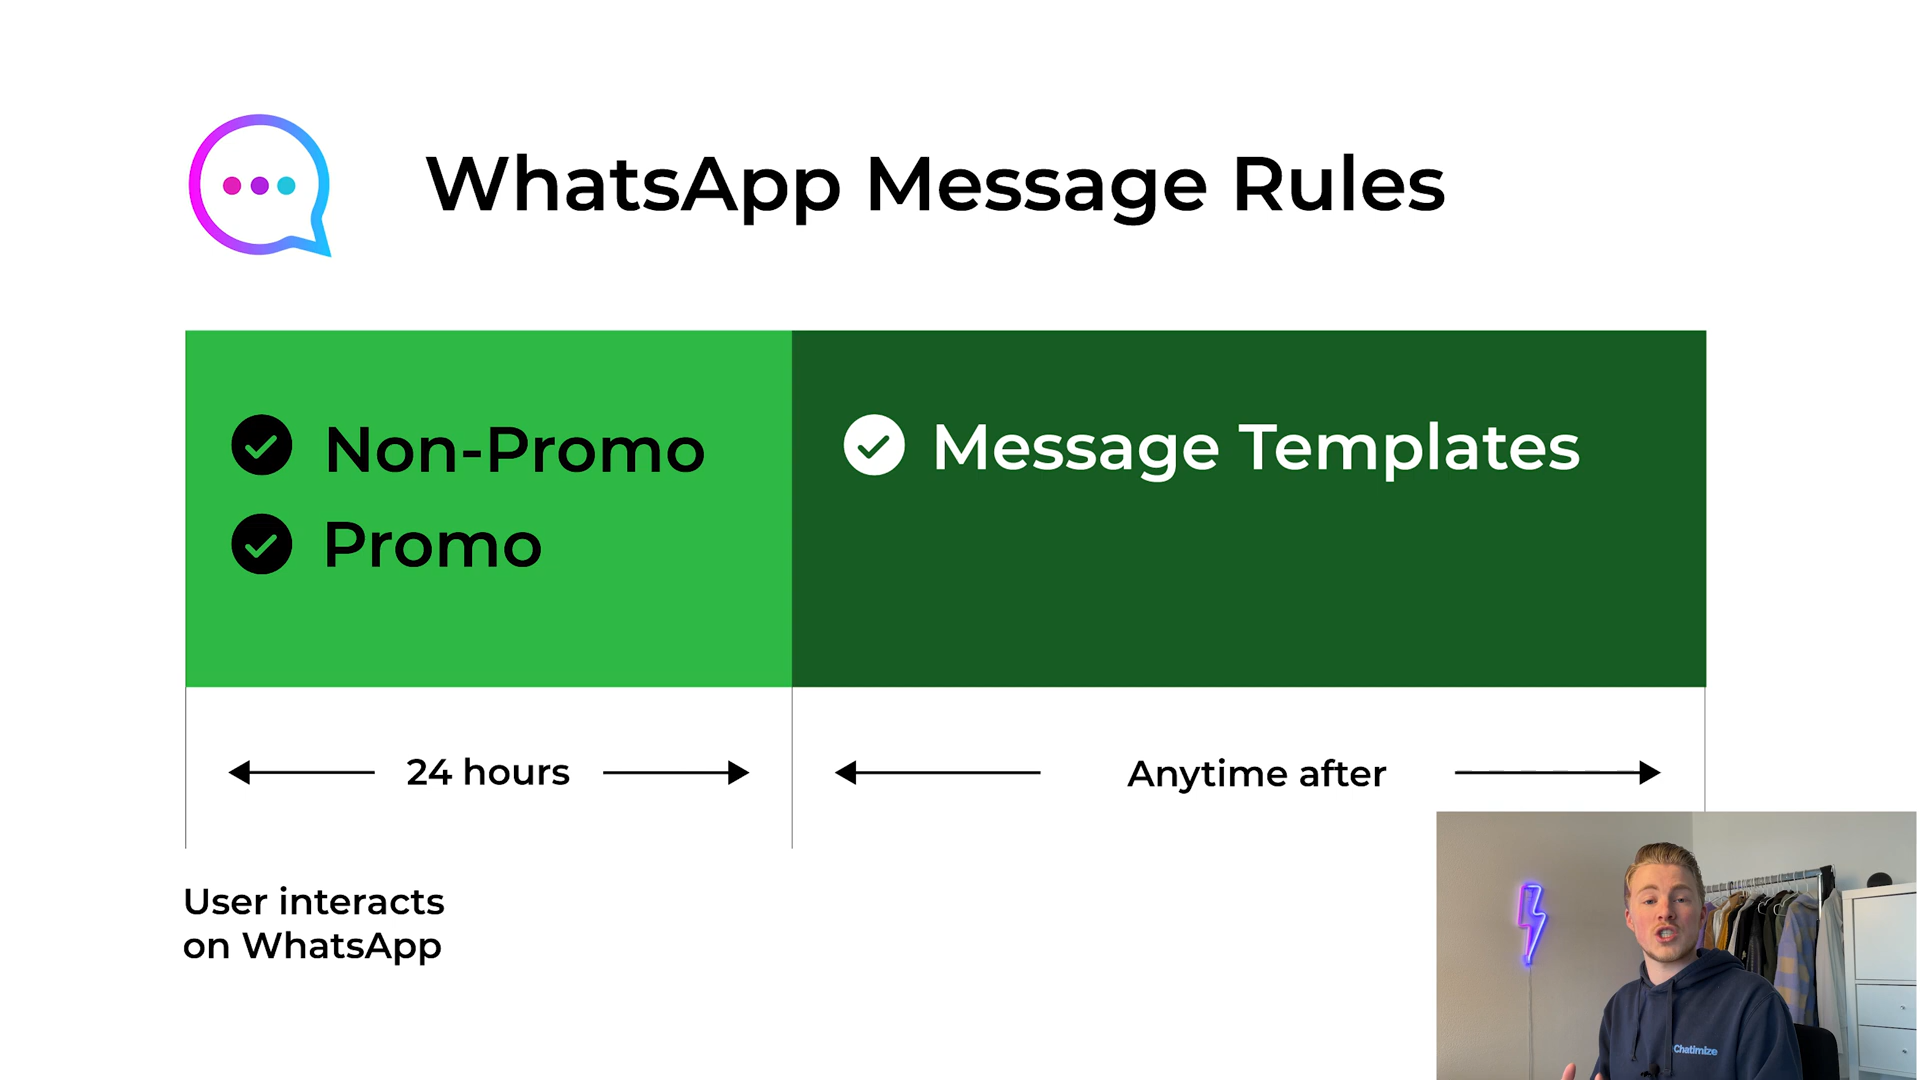 WhatsApp Message Rules
Non-Promo
Promo
Message Templates
24 hours
Anytime after
User interacts
on WhatsApp
Chatimize